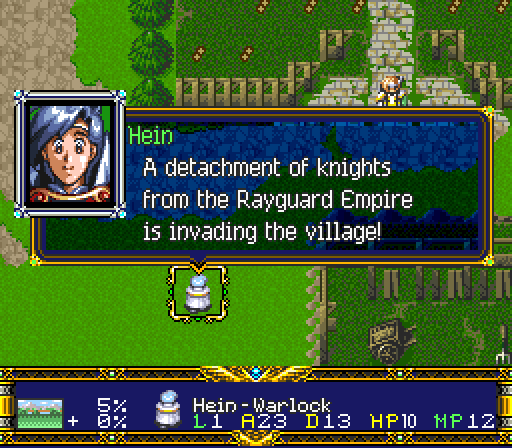 Hein
A detachment of knights
from the Rayguard Empire
is invading the village!
5%
+ 0%
Hein-Warlock
L1 A23 D13 HP10 MP12